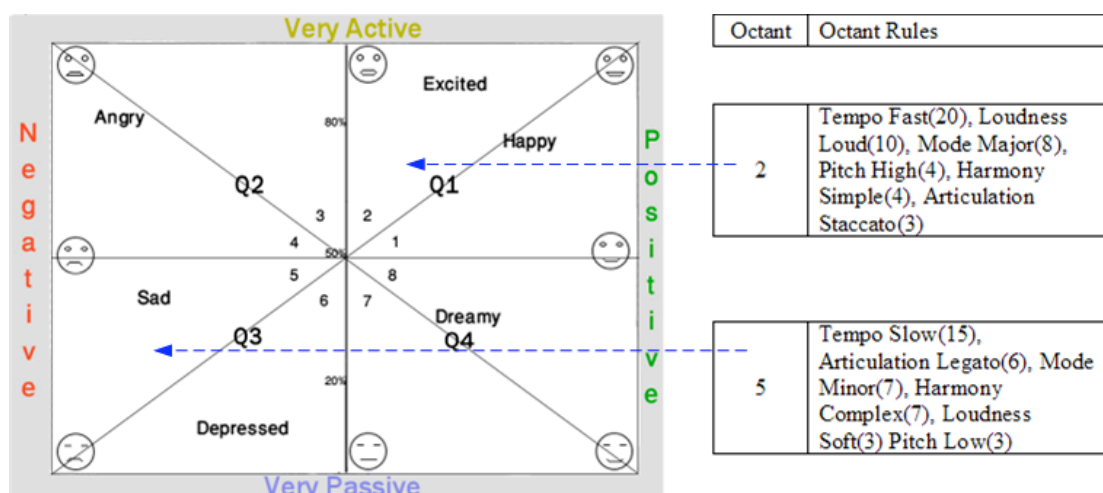 Very Active
Negative
Positive
Excited
Angry
80%
Happy
Q2
Q1
3
2
4
1
50%
5
8
6
7
Sad
Dreamy
Q3
Q4
20%
Depressed
Very Passive
Octant
Octant Rules
2
Tempo Fast(20), Loudness
Loud(10), Mode Major(8),
Pitch High(4), Harmony
Simple(4), Articulation
Staccato(3)
5
Tempo Slow(15),
Articulation Legato(6), Mode
Minor(7), Harmony
Complex(7), Loudness
Soft(3) Pitch Low(3)